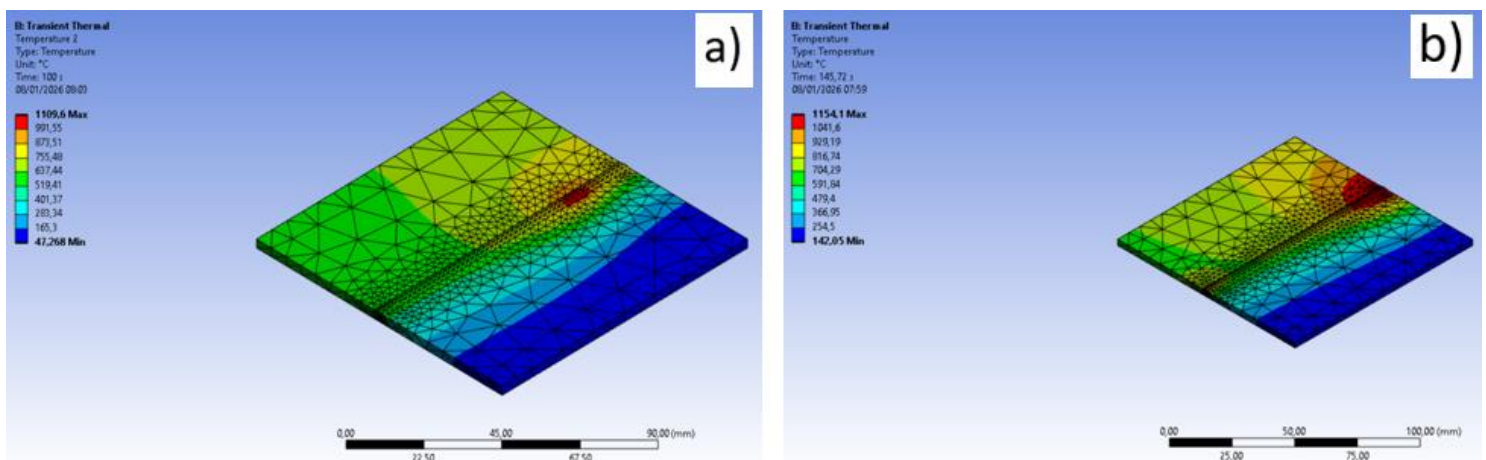 B: Transient Thermal
Temperature 2
Type: Temperature
Unit: °C
Time: 100 s
08/01/2026 08:03
1109,6 Max
991,55
873,51
755,48
637,44
519,41
401,37
283,34
165,3
47,268 Min
a)
0,00
45,00
90,00 (mm)
22,50
67,50
B: Transient Thermal
Temperature
Type: Temperature
Unit: °C
Time: 145,72 s
08/01/2026 07:59
1154,1 Max
1041,6
929,19
816,74
704,29
591,84
479,4
366,95
254,5
142,05 Min
b)
0,00
50,00
100,00 (mm)
25,00
75,00